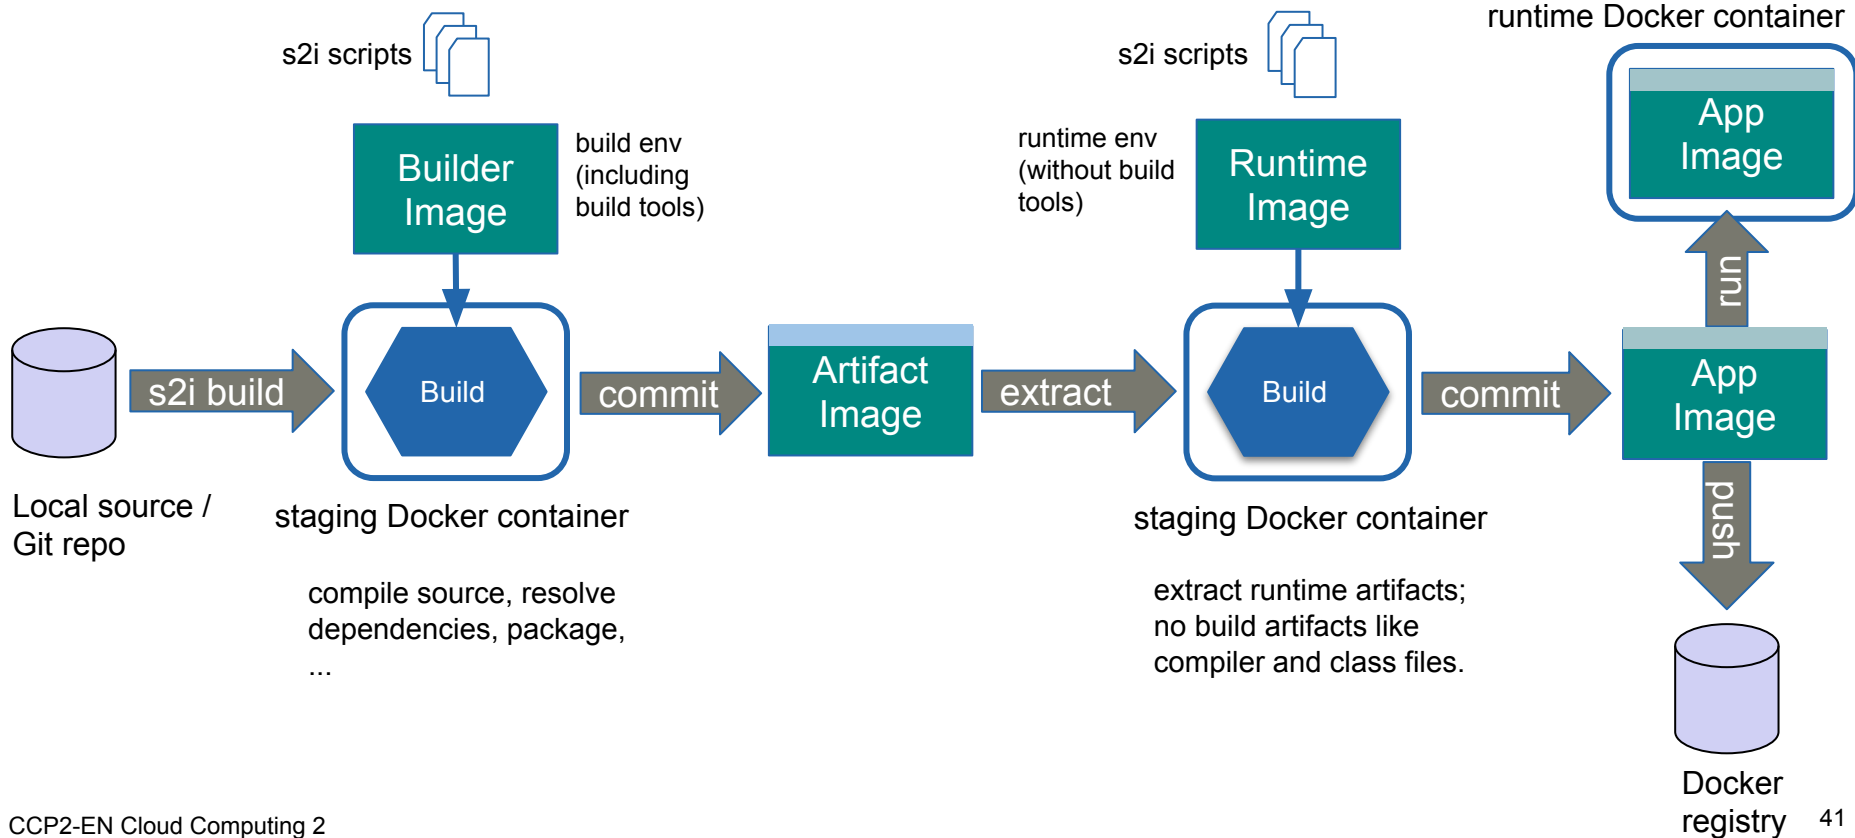 runtime Docker container
s2i scripts
s2i scripts
App
Image
Builder
Image
build env
(including
build tools)
runtime env
(without build
tools)
Runtime
Image
run
s2i build
Build
commit
Artifact
Image
extract
Build
commit
App
Image
Local source /
Git repo
staging Docker container
staging Docker container
push
compile source, resolve
dependencies, package,
...
extract runtime artifacts;
no build artifacts like
compiler and class files.
Docker
registry
CCP2-EN Cloud Computing 2
41